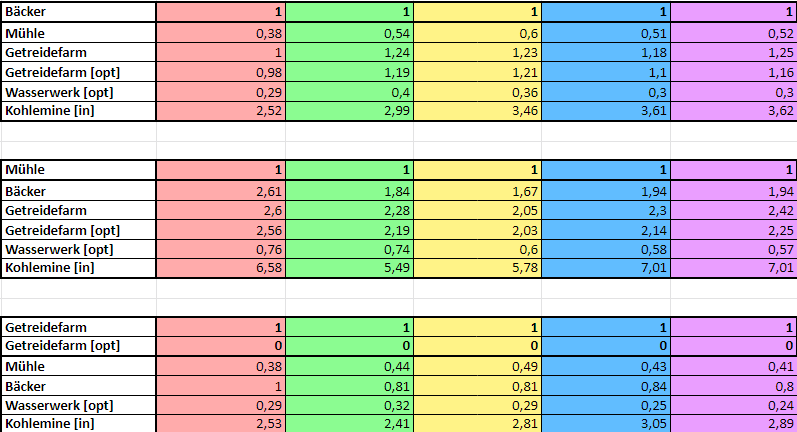 Bäcker 1 1 1 1 1
Mühle 0,38 0,54 0,6 0,51 0,52
Getreidefarm 1 1,24 1,23 1,18 1,25
Getreidefarm [opt] 0,98 1,19 1,21 1,1 1,16
Wasserwerk [opt] 0,29 0,4 0,36 0,3 0,3
Kohlemine [in] 2,52 2,99 3,46 3,61 3,62
Mühle 1 1 1 1 1
Bäcker 2,61 1,84 1,67 1,94 1,94
Getreidefarm 2,6 2,28 2,05 2,3 2,42
Getreidefarm [opt] 2,56 2,19 2,03 2,14 2,25
Wasserwerk [opt] 0,76 0,74 0,6 0,58 0,57
Kohlemine [in] 6,58 5,49 5,78 7,01 7,01
Getreidefarm 1 1 1 1 1
Getreidefarm [opt] 0 0 0 0 0
Mühle 0,38 0,44 0,49 0,43 0,41
Bäcker 1 0,81 0,81 0,84 0,8
Wasserwerk [opt] 0,29 0,32 0,29 0,25 0,24
Kohlemine [in] 2,53 2,41 2,81 3,05 2,89